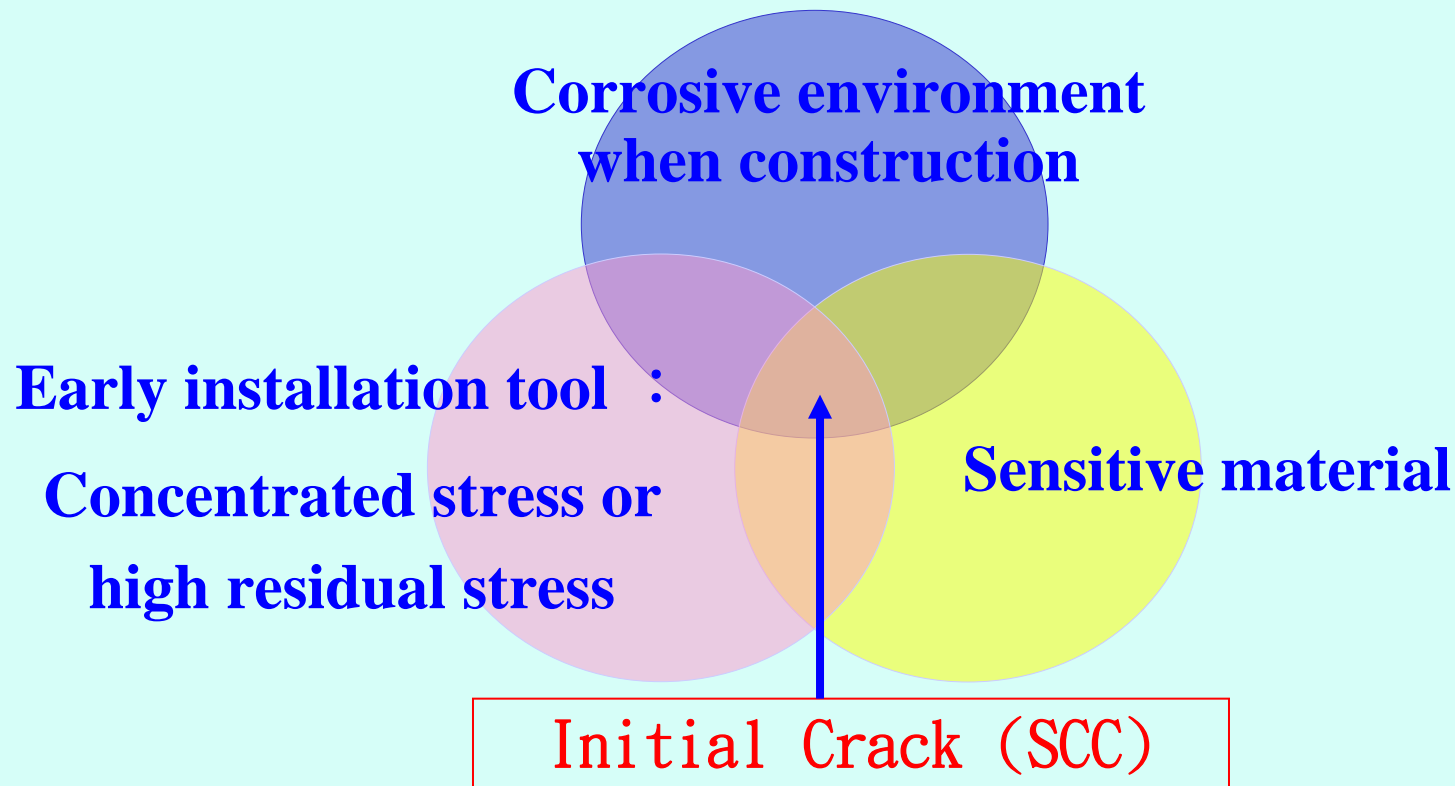 Corrosive environment
when construction
Early installation tool ：
Concentrated stress or
high residual stress
Sensitive material
Initial Crack (SCC)